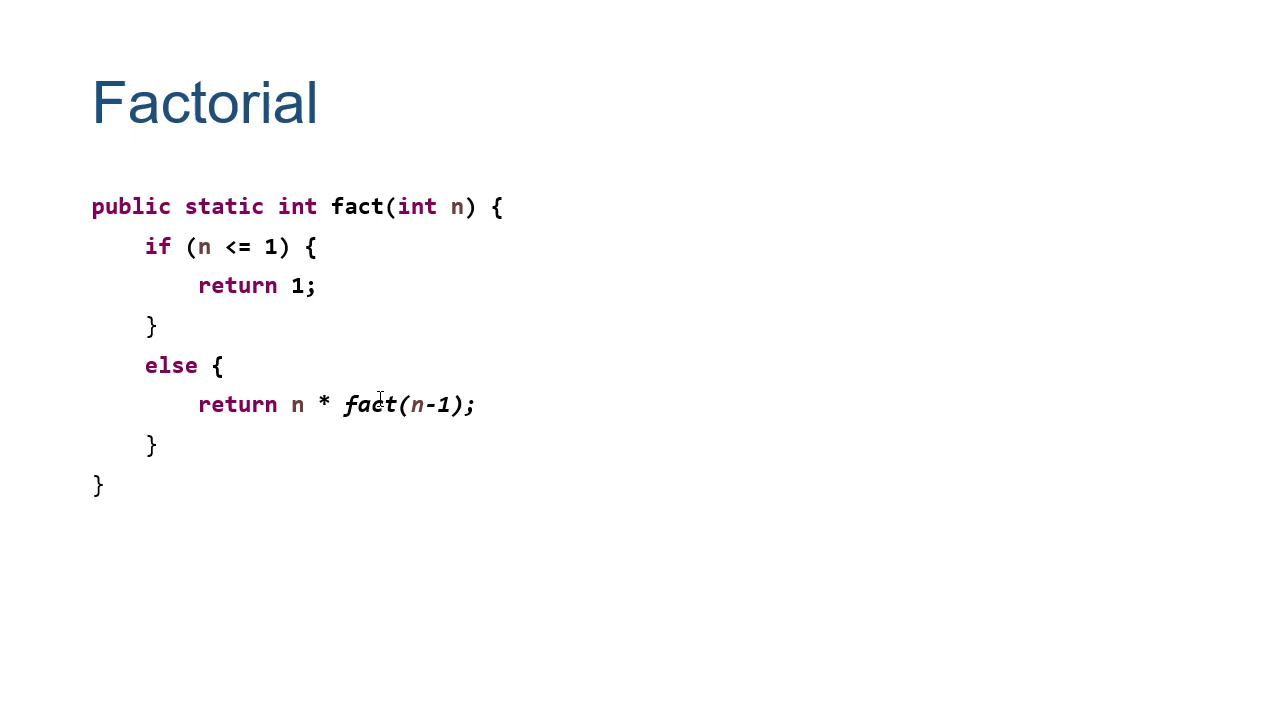 Factorial
public static int fact(int n) {
    if (n <= 1) {
        return 1;
    }
    else {
        return n * fact(n-1);
    }
}